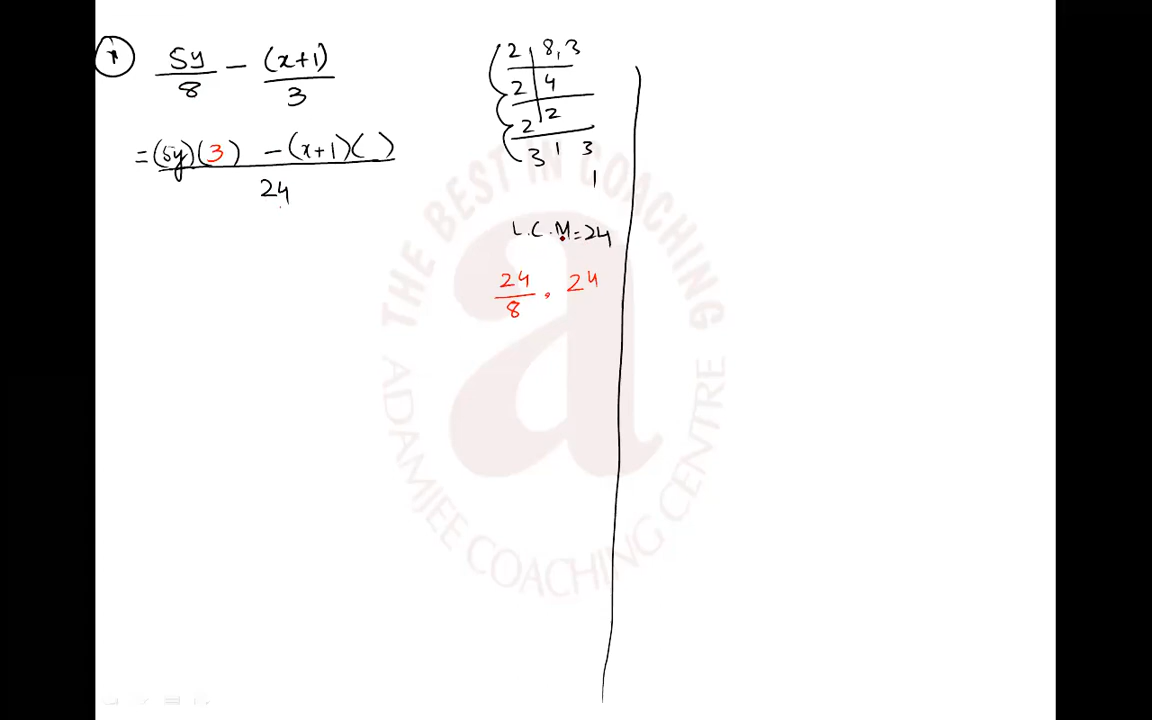 * 5y/8 - (x+1)/3
= (5y)(3) - (x+1)( ) / 24
2 | 8, 3
2 | 4
2 | 2
3 1 3
1
L.C.M=24
24/8 , 24
THE BEST IN COACHING
a
ADAMJEE COACHING CENTRE